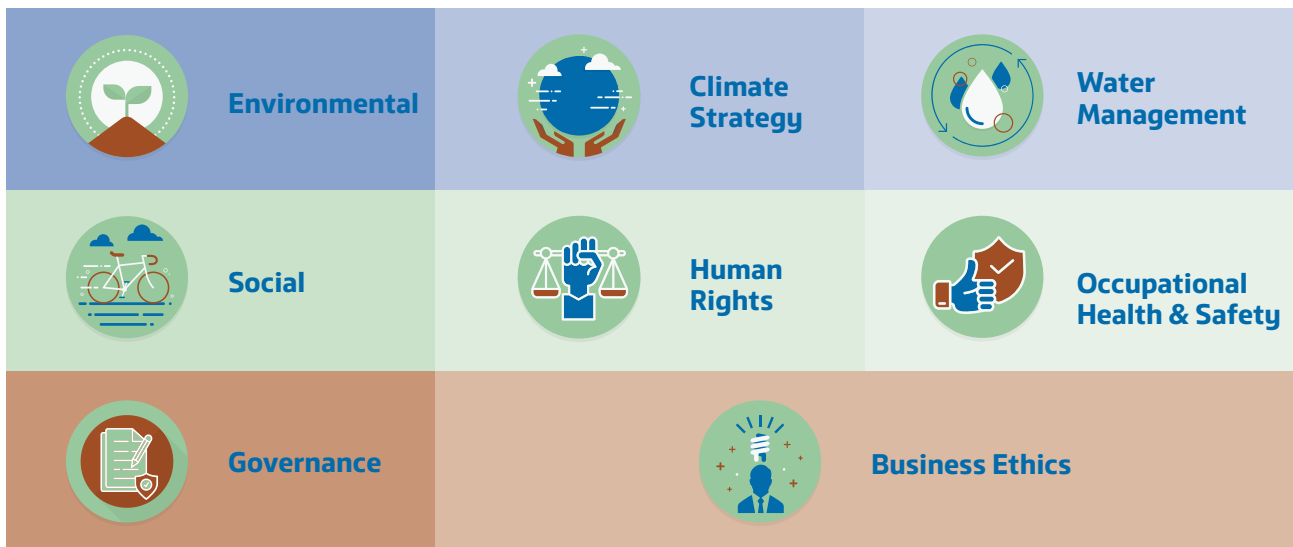 Environmental
Climate
Strategy
Water
Management
Social
Human
Rights
Occupational
Health & Safety
Governance
Business Ethics